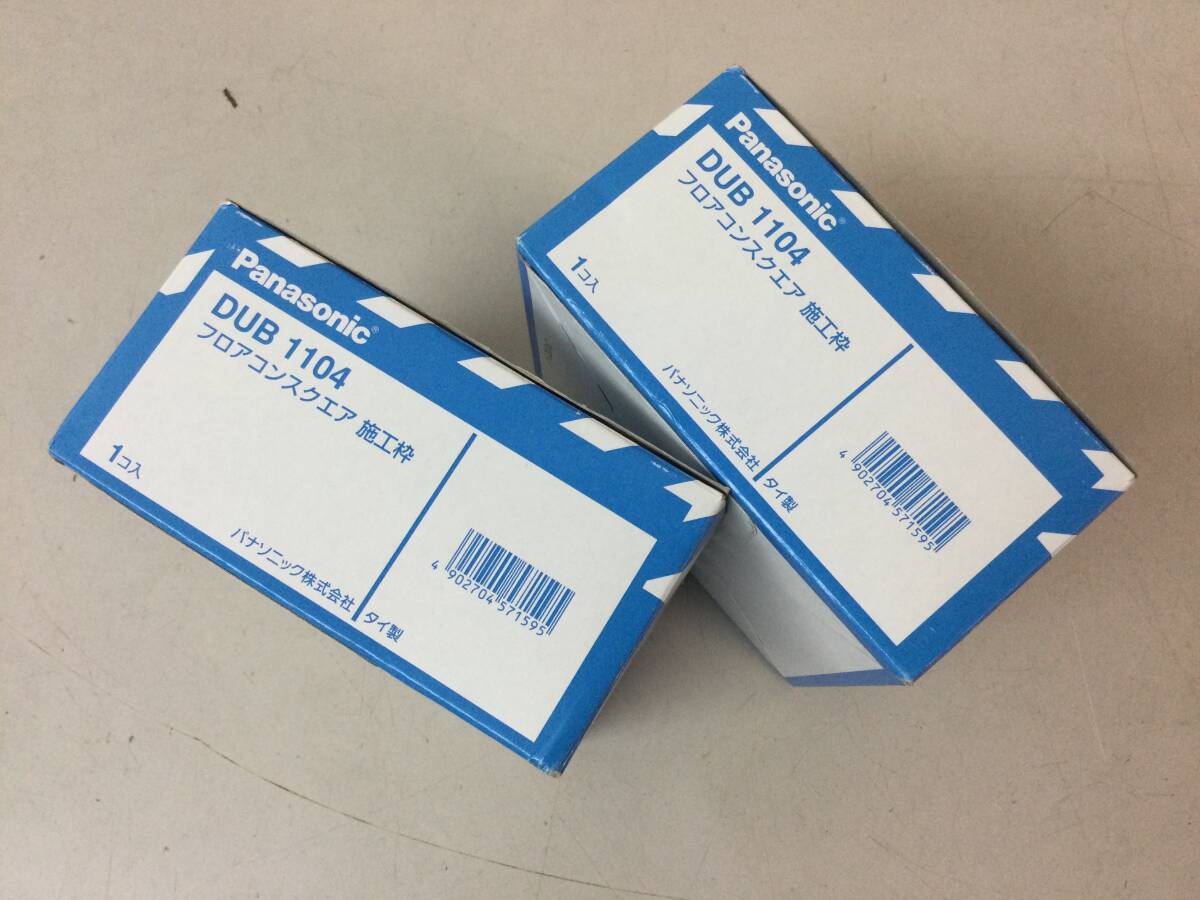 Panasonic®
DUB 1104
フロアコンスクエア 施工枠
1コ入
パナソニック株式会社
タイ製
4 902704 571595
Panasonic®
DUB 1104
フロアコンスクエア 施工枠
1コ入
パナソニック株式会社
タイ製
4 902704 571595